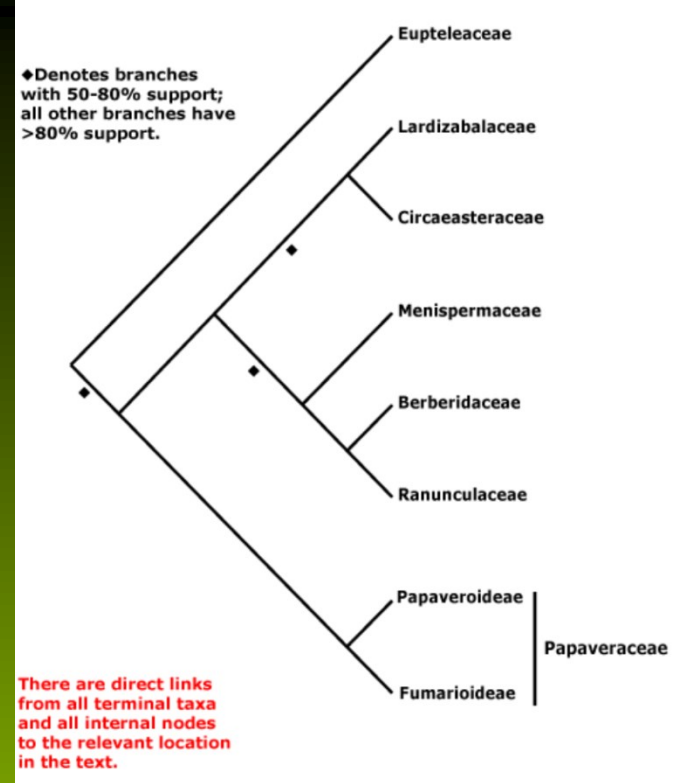 Eupteleaceae
◆Denotes branches
with 50-80% support;
all other branches have
>80% support.
Lardizabalaceae
Circaeasteraceae
Menispermaceae
Berberidaceae
Ranunculaceae
Papaveroideae
Papaveraceae
Fumarioideae
There are direct links
from all terminal taxa
and all internal nodes
to the relevant location
in the text.